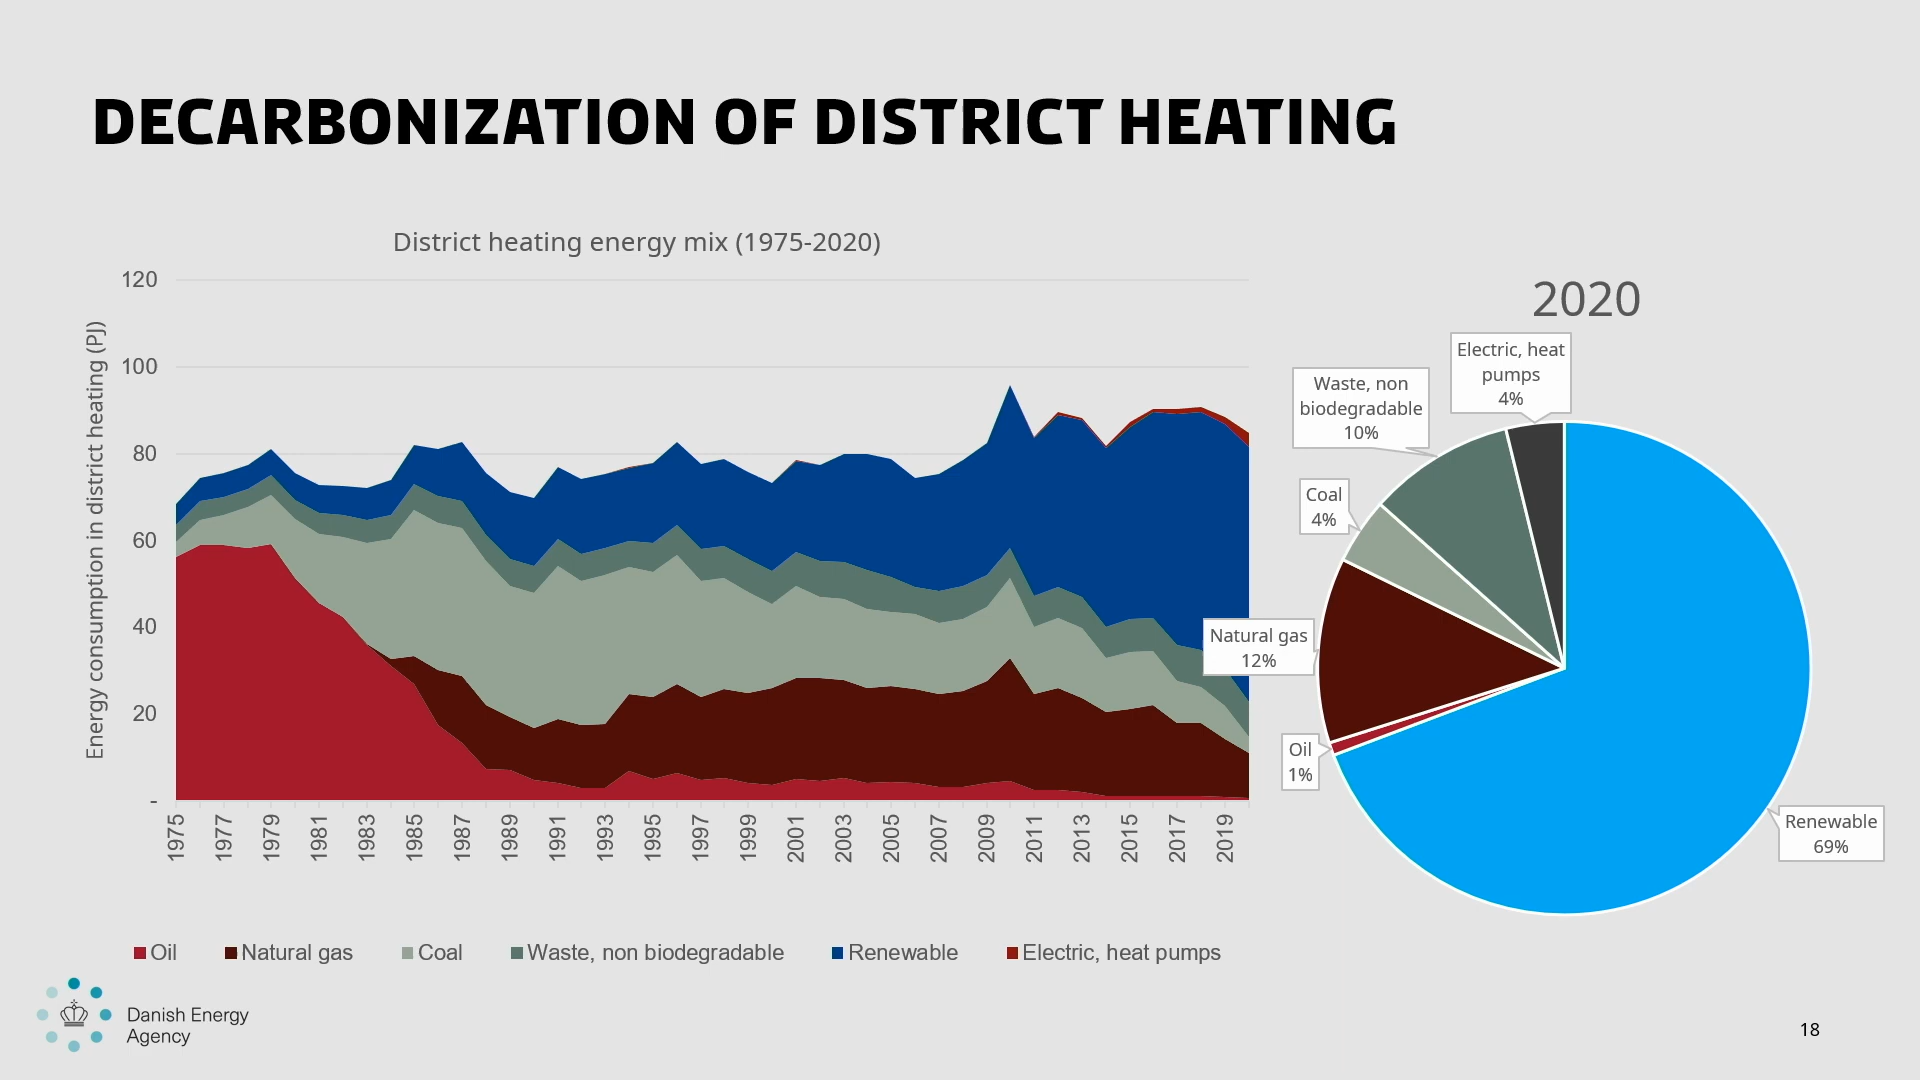 DECARBONIZATION OF DISTRICT HEATING
District heating energy mix (1975-2020)
Energy consumption in district heating (PJ)
120
100
80
60
40
20
-
1975
1977
1979
1981
1983
1985
1987
1989
1991
1993
1995
1997
1999
2001
2003
2005
2007
2009
2011
2013
2015
2017
2019
Oil
Natural gas
Coal
Waste, non biodegradable
Renewable
Electric, heat pumps
2020
Electric, heat
pumps
4%
Waste, non
biodegradable
10%
Coal
4%
Natural gas
12%
Oil
1%
Renewable
69%
Danish Energy
Agency
18